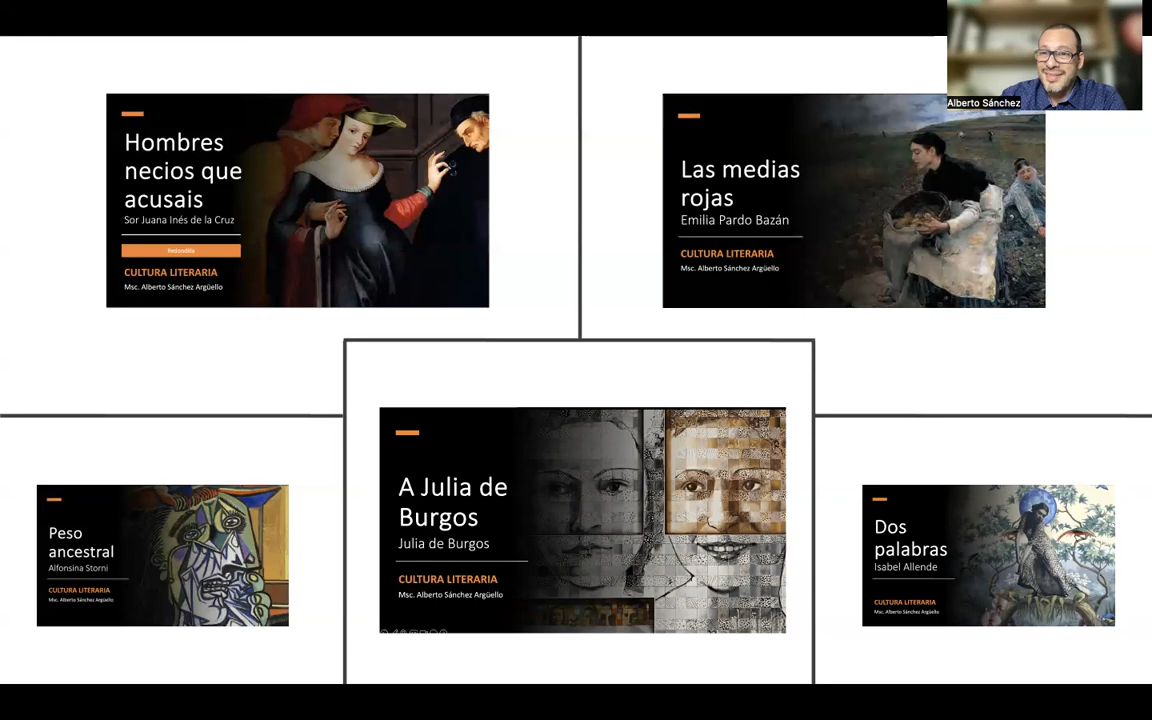 Alberto Sánchez
Hombres
necios que
acusais
Sor Juana Inés de la Cruz
Redondilla
CULTURA LITERARIA
Msc. Alberto Sánchez Argüello
Las medias
rojas
Emilia Pardo Bazán
CULTURA LITERARIA
Msc. Alberto Sánchez Argüello
Peso
ancestral
Alfonsina Storni
CULTURA LITERARIA
Msc. Alberto Sánchez Argüello
A Julia de
Burgos
Julia de Burgos
CULTURA LITERARIA
Msc. Alberto Sánchez Argüello
Dos
palabras
Isabel Allende
CULTURA LITERARIA
Msc. Alberto Sánchez Argüello